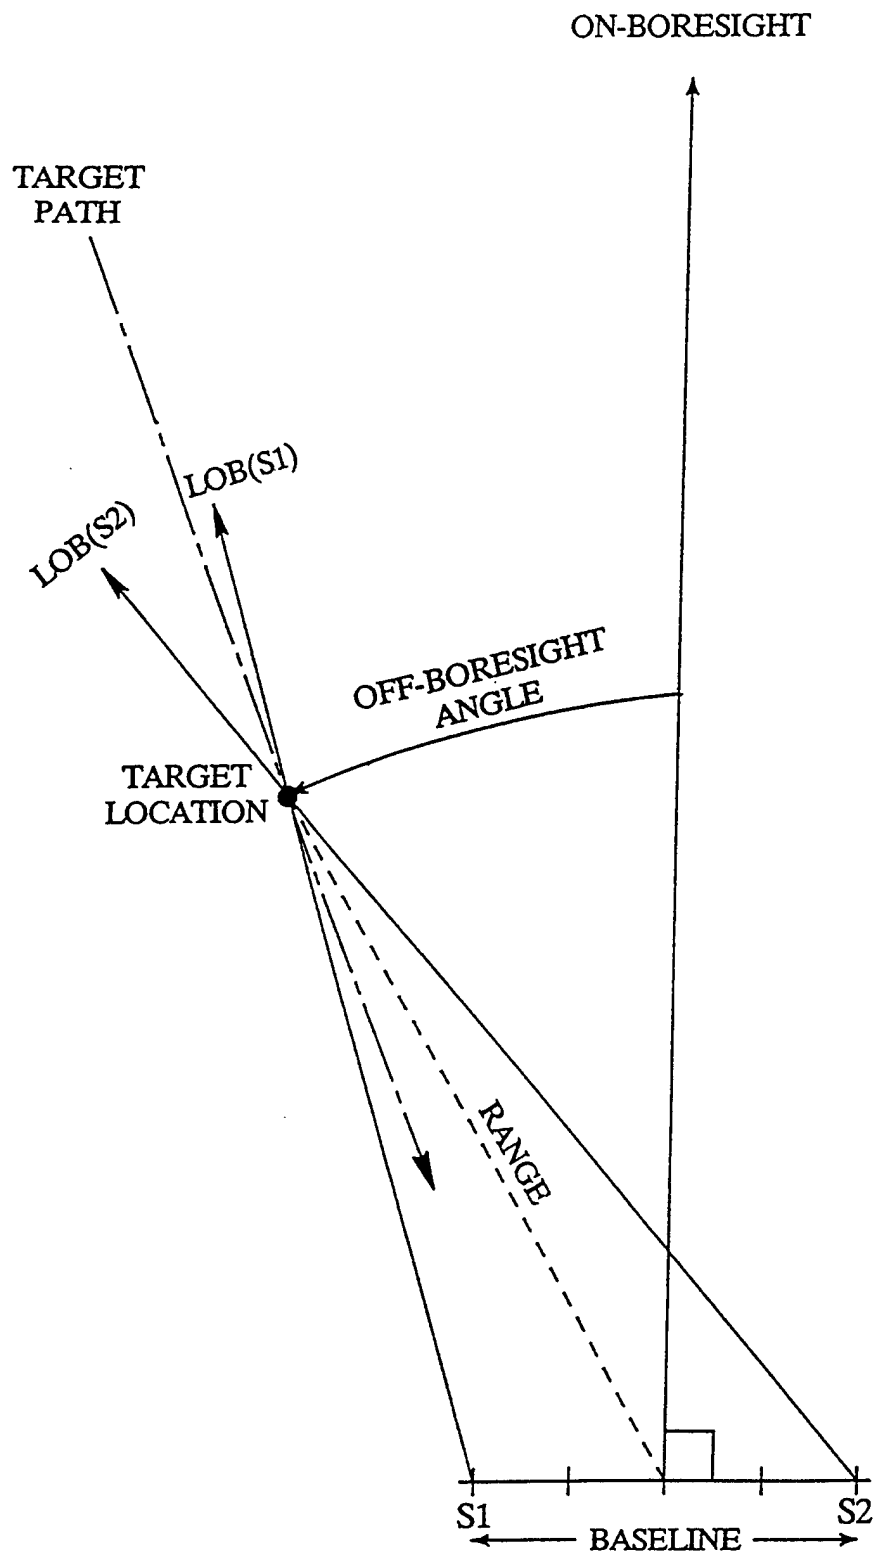 ON-BORESIGHT
TARGET
PATH
LOB(S1)
LOB(S2)
OFF-BORESIGHT
ANGLE
TARGET
LOCATION
RANGE
S1
S2
BASELINE